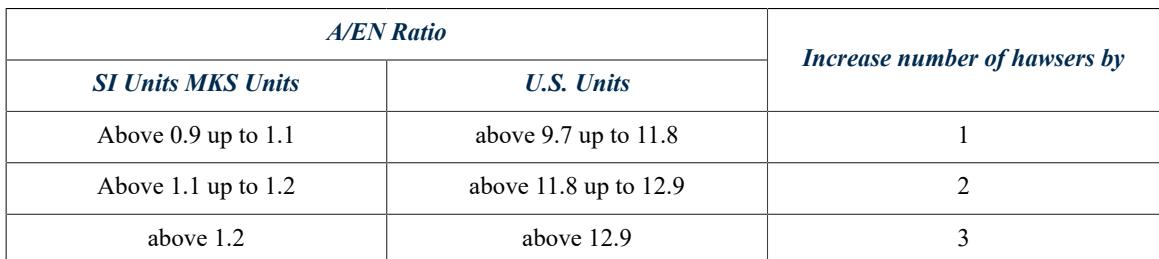 A/EN Ratio
Increase number of hawsers by
SI Units MKS Units
U.S. Units
Above 0.9 up to 1.1
above 9.7 up to 11.8
1
Above 1.1 up to 1.2
above 11.8 up to 12.9
2
above 1.2
above 12.9
3